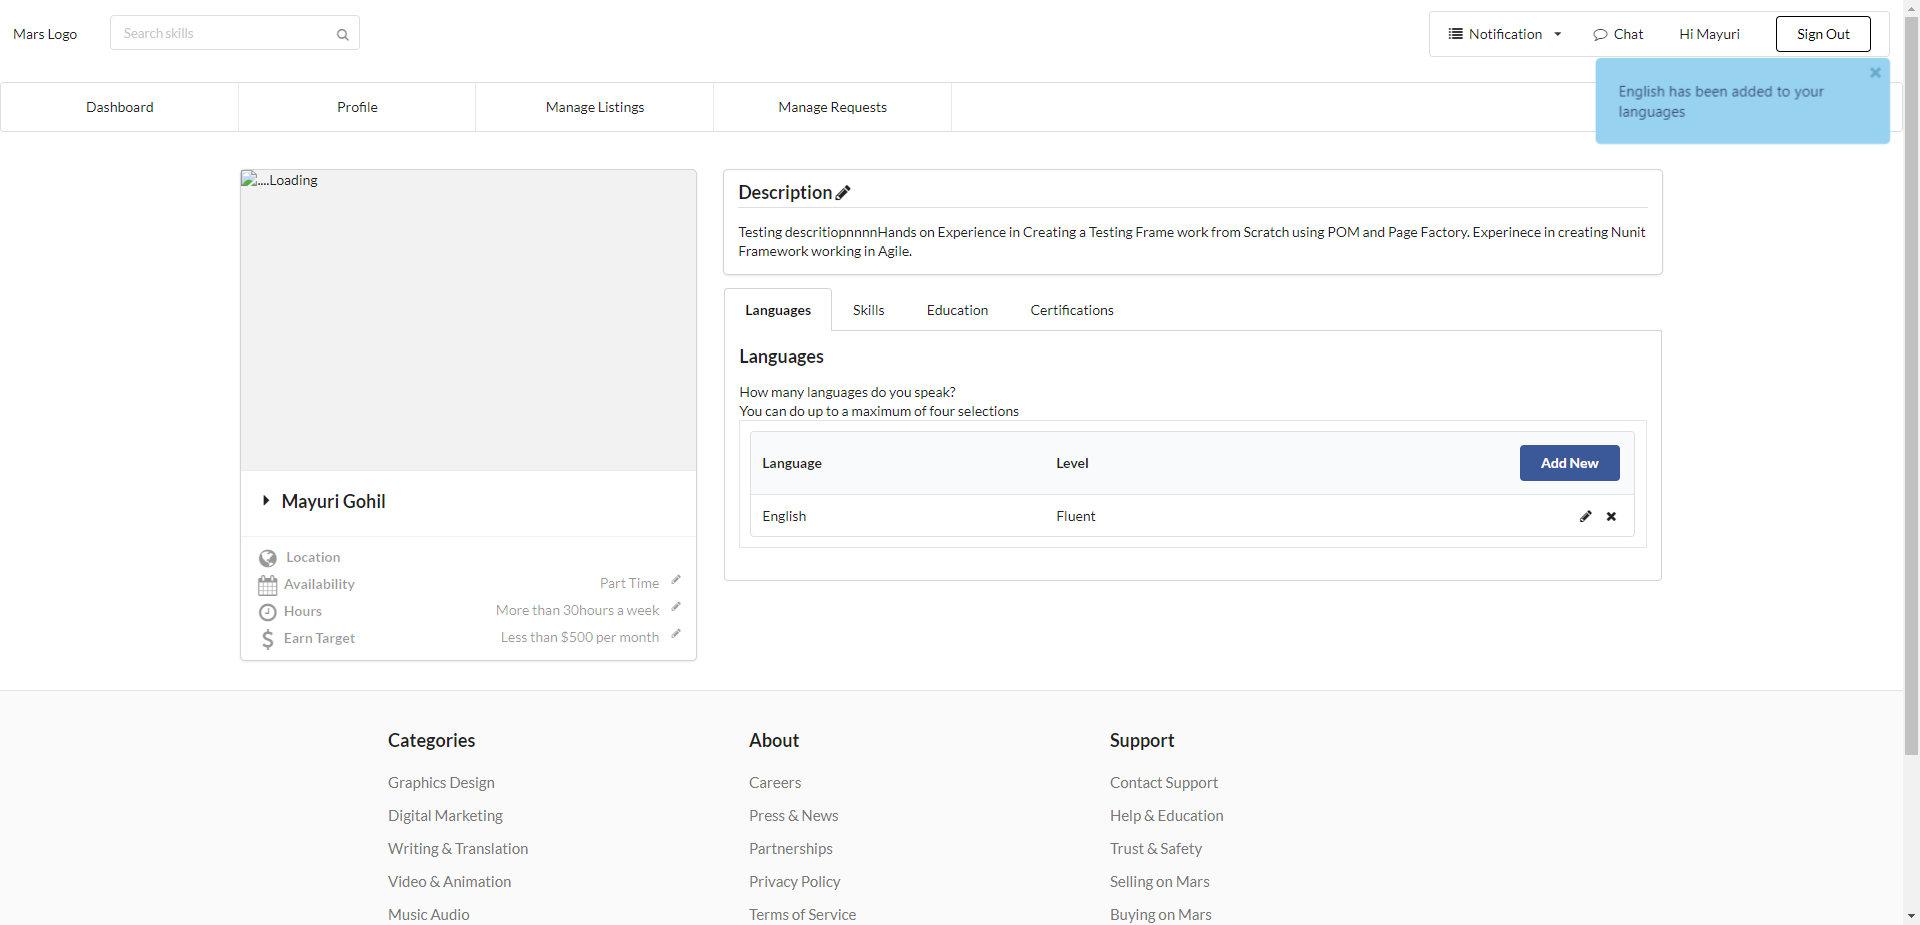 Mars Logo
Search skills
Notification
Chat
Hi Mayuri
Sign Out
English has been added to your
languages
Dashboard
Profile
Manage Listings
Manage Requests
....Loading
Mayuri Gohil
Location
Availability
Part Time
Hours
More than 30hours a week
Earn Target
Less than $500 per month
Description
Testing descritiopnnnnHands on Experience in Creating a Testing Frame work from Scratch using POM and Page Factory. Experinece in creating Nunit
Framework working in Agile.
Languages
Skills
Education
Certifications
Languages
How many languages do you speak?
You can do up to a maximum of four selections
Language
Level
Add New
English
Fluent
Categories
Graphics Design
Digital Marketing
Writing & Translation
Video & Animation
Music Audio
About
Careers
Press & News
Partnerships
Privacy Policy
Terms of Service
Support
Contact Support
Help & Education
Trust & Safety
Selling on Mars
Buying on Mars